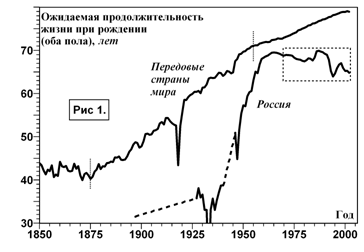 Ожидаемая продолжительность
жизни при рождении
(оба пола), лет
80
70
60
50
40
30
Передовые
страны
мира
Рис 1.
Россия
Год
1850 1875 1900 1925 1950 1975 2000